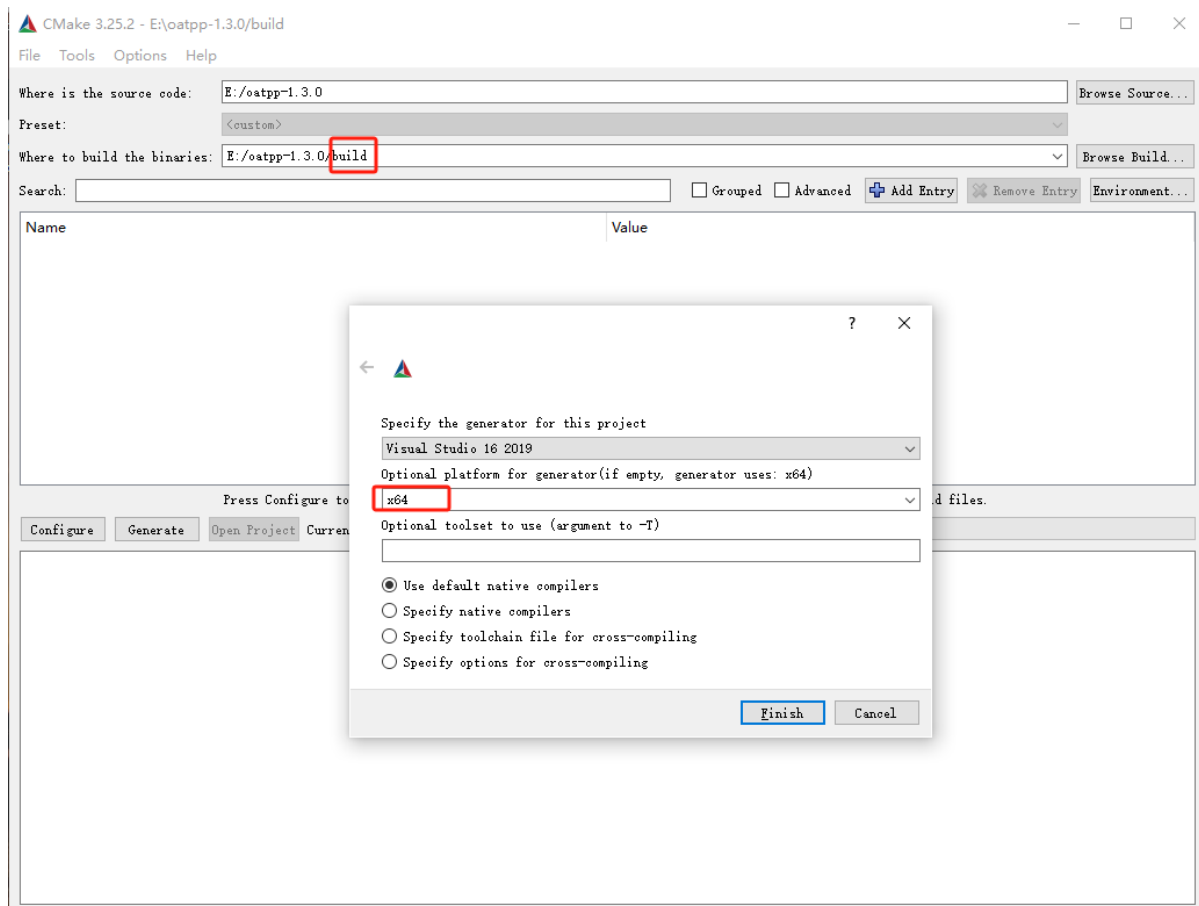 CMake 3.25.2 - E:\oatpp-1.3.0/build
File Tools Options Help
Where is the source code: E:/oatpp-1.3.0 Browse Source...
Preset: <custom>
Where to build the binaries: E:/oatpp-1.3.0/build Browse Build...
Search: Grouped Advanced Add Entry Remove Entry Environment...
Name Value
?
Specify the generator for this project
Visual Studio 16 2019
Optional platform for generator(if empty, generator uses: x64)
Press Configure to x64 d files.
Optional toolset to use (argument to -T)
Configure Generate Open Project Curren
Use default native compilers
Specify native compilers
Specify toolchain file for cross-compiling
Specify options for cross-compiling
Finish Cancel